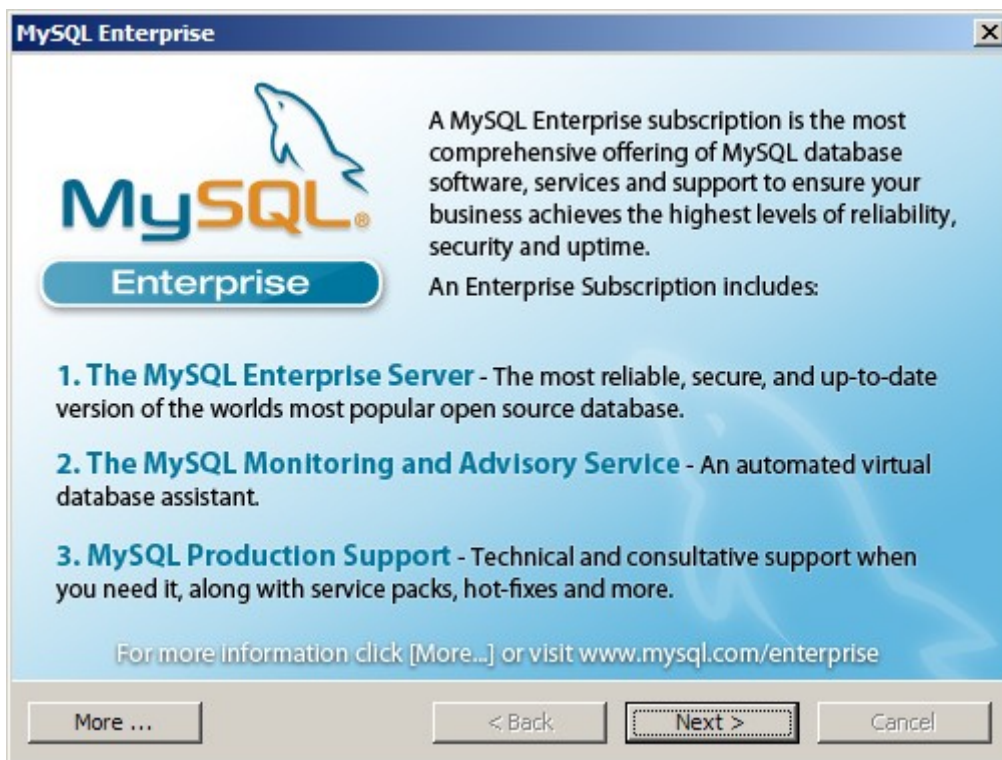 MySQL Enterprise
MySQL®
Enterprise
A MySQL Enterprise subscription is the most
comprehensive offering of MySQL database
software, services and support to ensure your
business achieves the highest levels of reliability,
security and uptime.
An Enterprise Subscription includes:
1. The MySQL Enterprise Server - The most reliable, secure, and up-to-date
version of the worlds most popular open source database.
2. The MySQL Monitoring and Advisory Service - An automated virtual
database assistant.
3. MySQL Production Support - Technical and consultative support when
you need it, along with service packs, hot-fixes and more.
For more information click [More...] or visit www.mysql.com/enterprise
More ...
< Back
Next >
Cancel